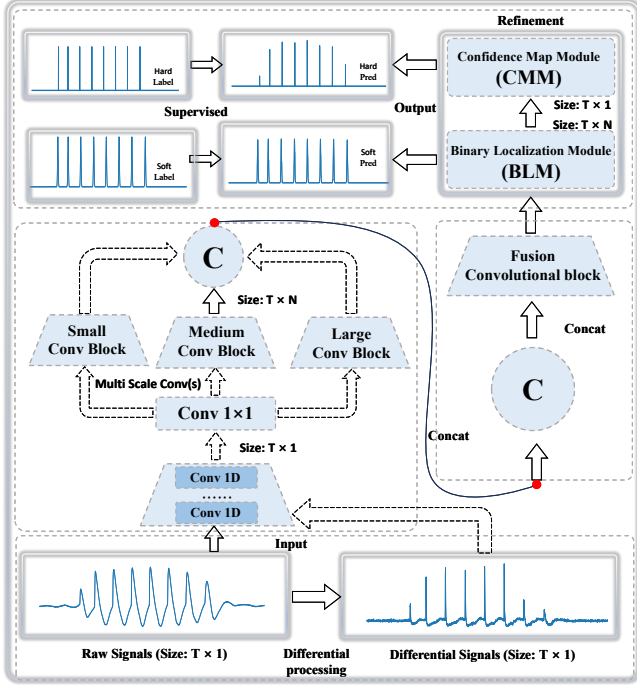 Refinement
Hard
Label
Hard
Pred
Confidence Map Module
(CMM)
Supervised
Output
Size: T × 1
Size: T × N
Soft
Label
Soft
Pred
Binary Localization Module
(BLM)
C
Fusion
Convolutional block
Size: T × N
Small
Conv Block
Medium
Conv Block
Large
Conv Block
Concat
Multi Scale Conv(s)
C
Conv 1×1
Concat
Size: T × 1
Conv 1D
......
Conv 1D
Input
Raw Signals (Size: T × 1)
Differential
processing
Differential Signals (Size: T × 1)